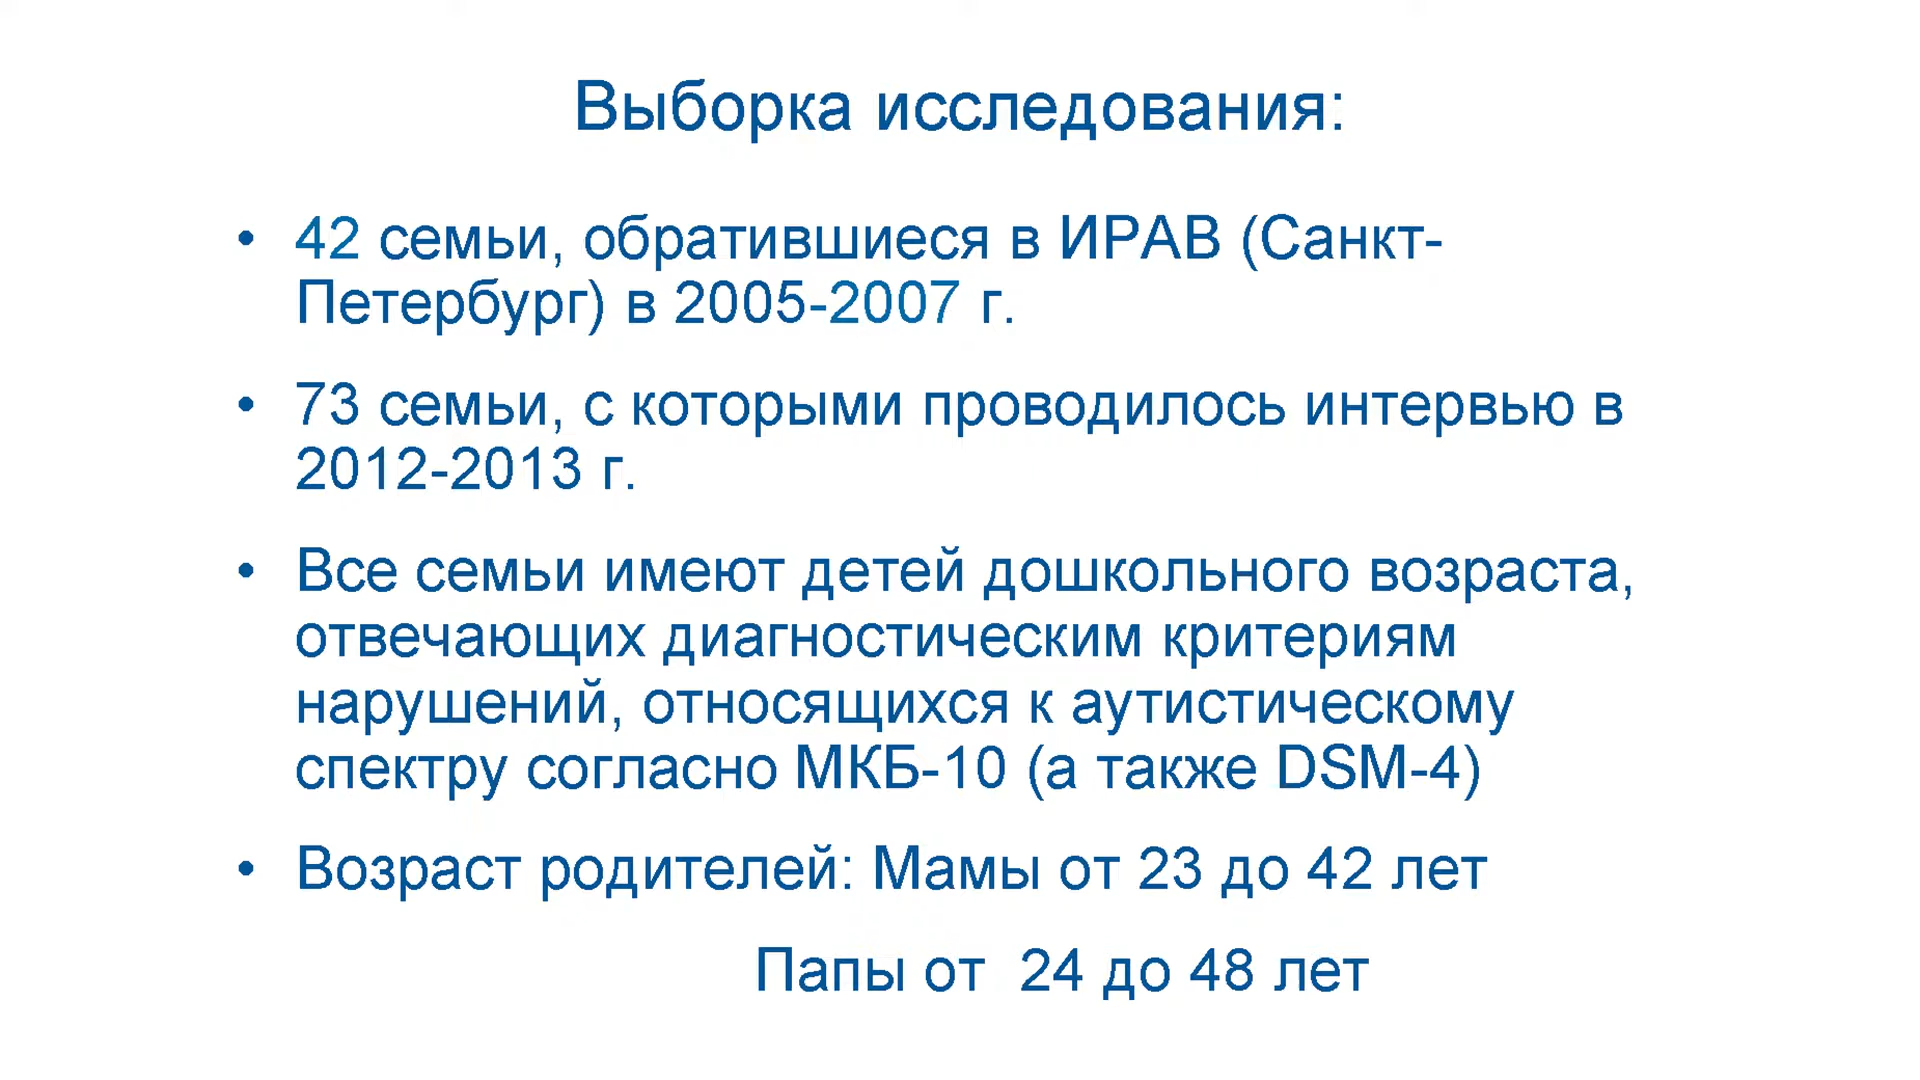 Выборка исследования:
• 42 семьи, обратившиеся в ИРАВ (Санкт-
Петербург) в 2005-2007 г.
• 73 семьи, с которыми проводилось интервью в
2012-2013 г.
• Все семьи имеют детей дошкольного возраста,
отвечающих диагностическим критериям
нарушений, относящихся к аутистическому
спектру согласно МКБ-10 (а также DSM-4)
• Возраст родителей: Мамы от 23 до 42 лет
Папы от 24 до 48 лет